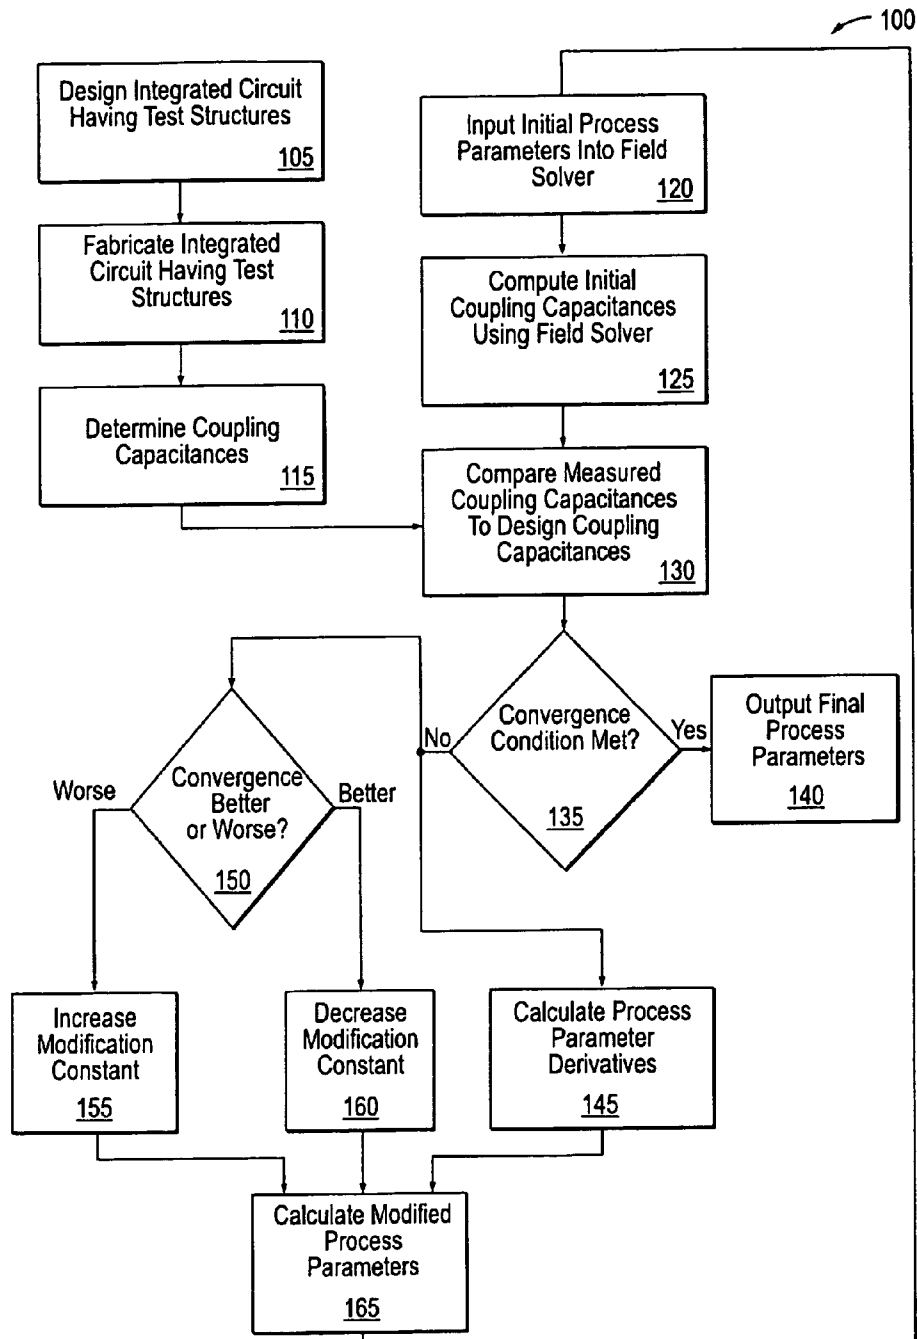 100
Design Integrated Circuit
Having Test Structures
105
Fabricate Integrated
Circuit Having Test
Structures
110
Determine Coupling
Capacitances
115
Input Initial Process
Parameters Into Field
Solver
120
Compute Initial
Coupling Capacitances
Using Field Solver
125
Compare Measured
Coupling Capacitances
To Design Coupling
Capacitances
130
Convergence
Condition Met?
135
No
Yes
Output Final
Process
Parameters
140
Convergence
Better
or Worse?
150
Worse
Better
Increase
Modification
Constant
155
Decrease
Modification
Constant
160
Calculate Process
Parameter
Derivatives
145
Calculate Modified
Process
Parameters
165